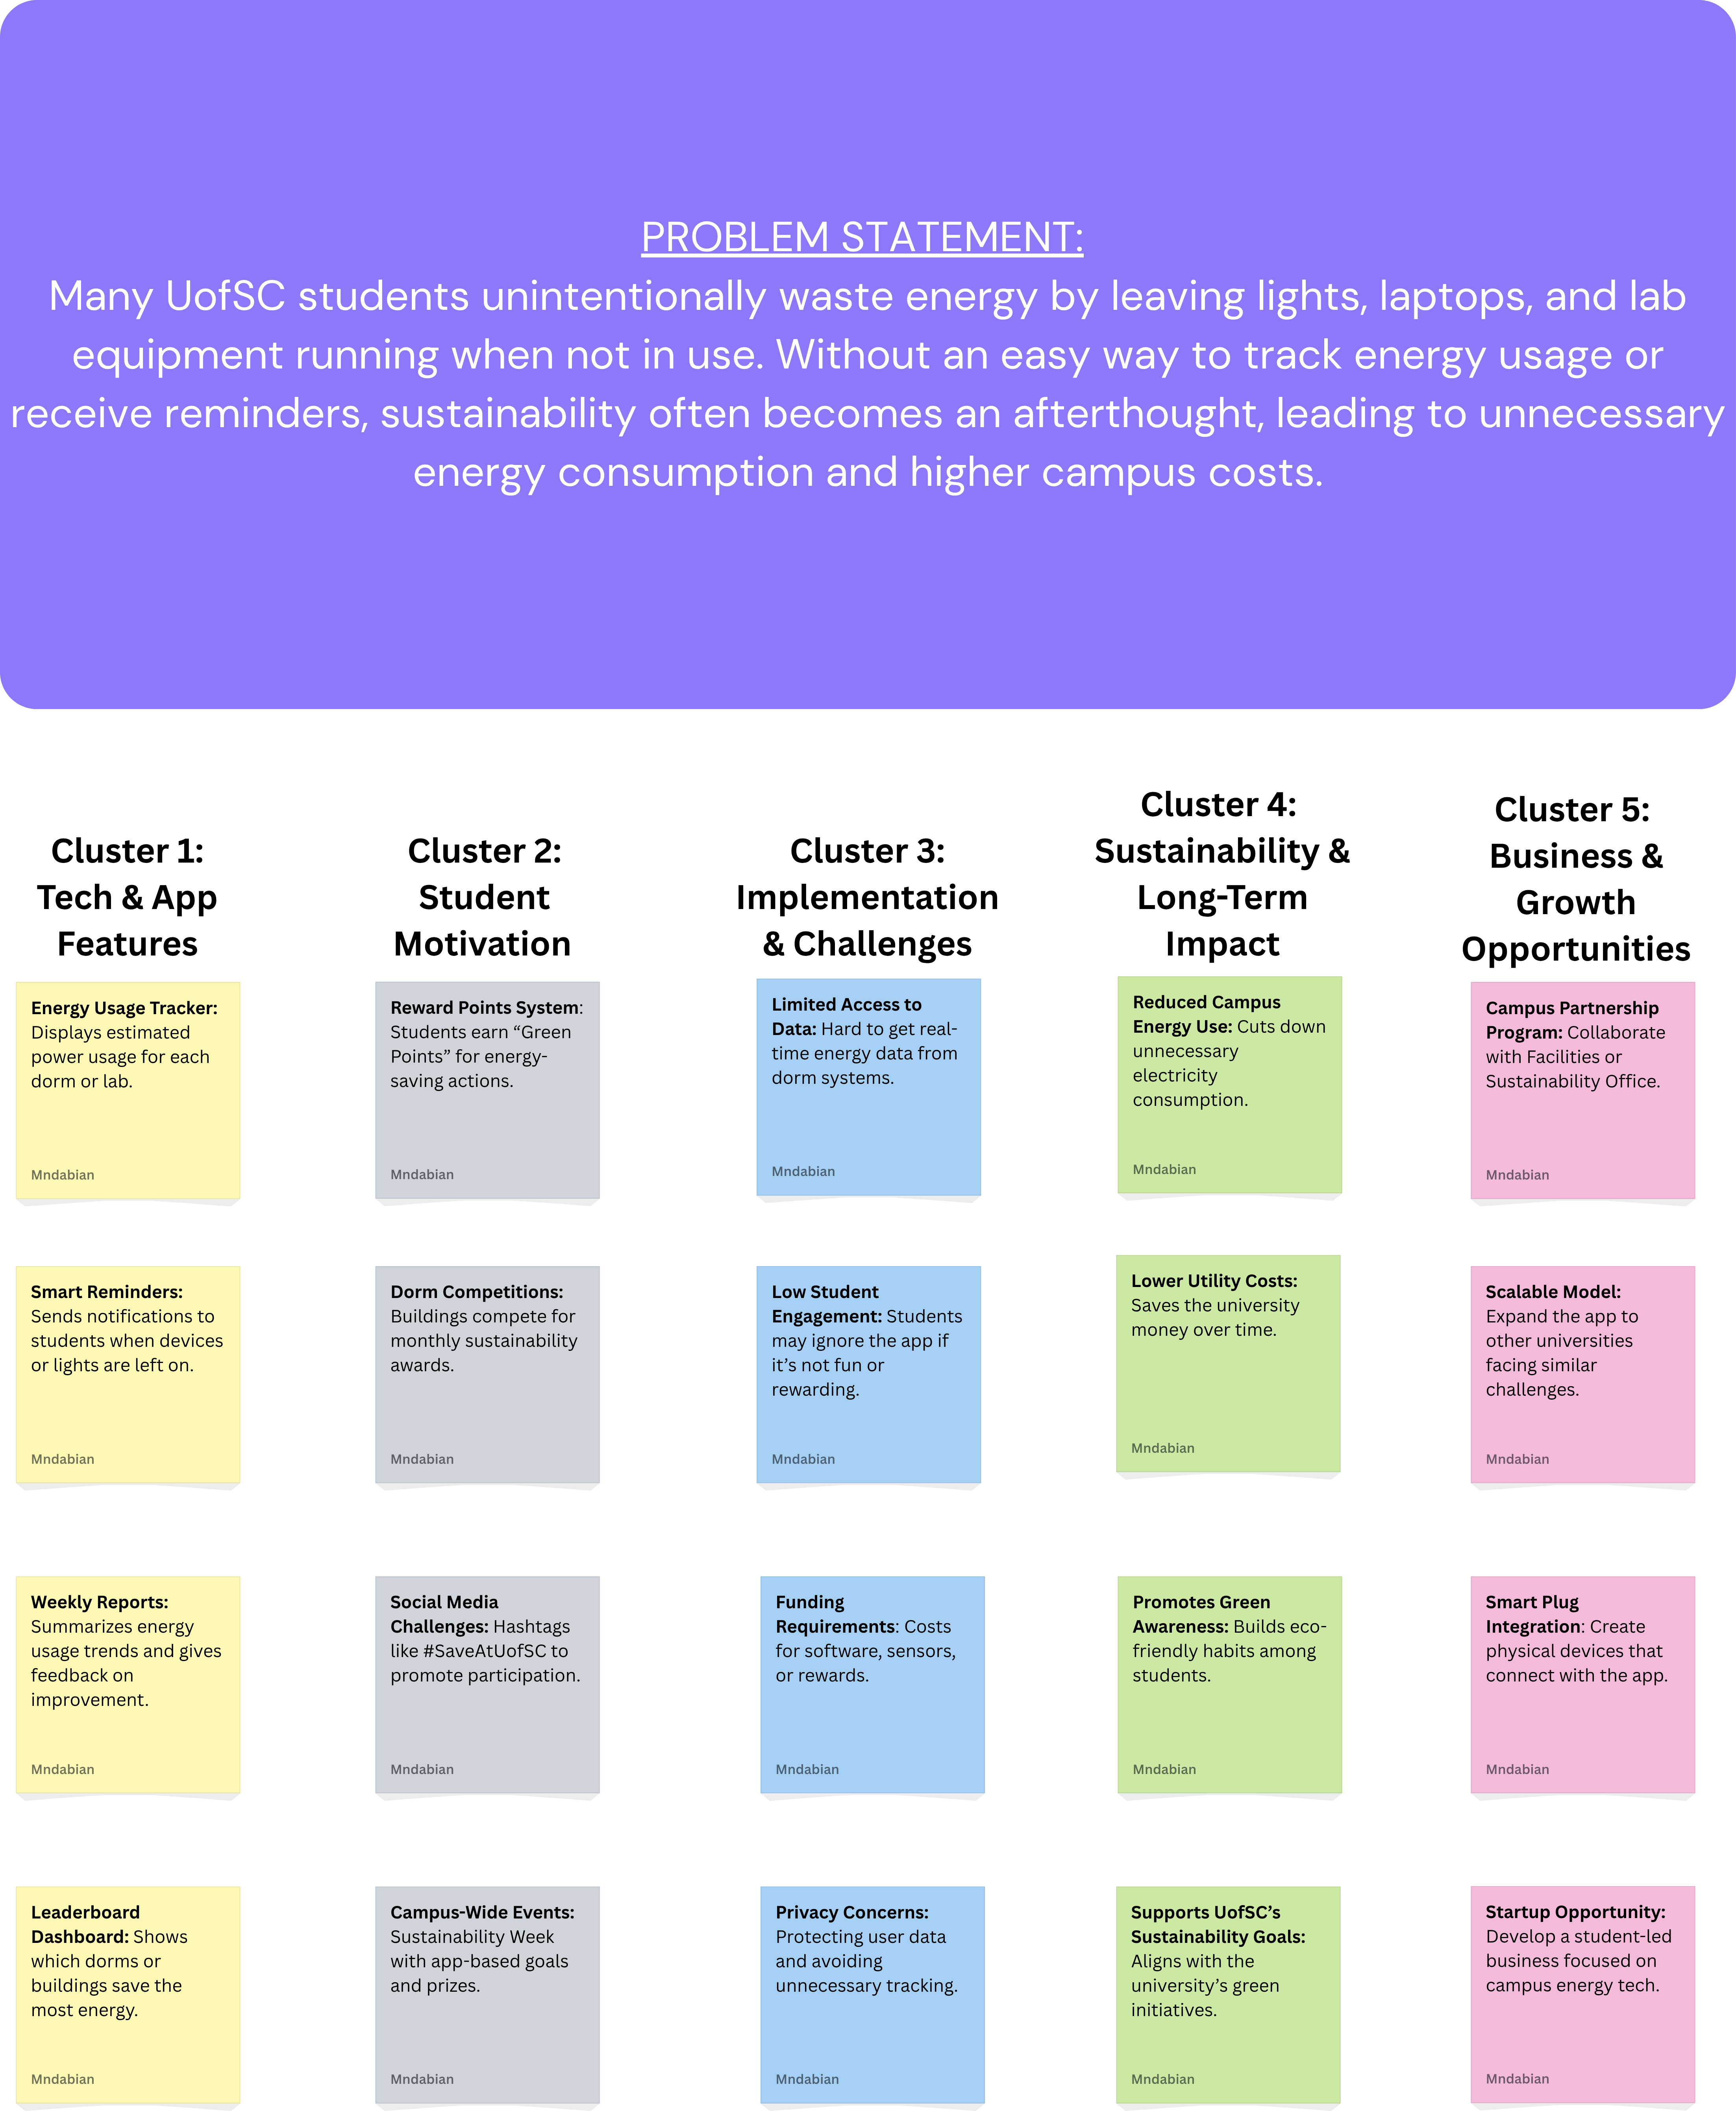 PROBLEM STATEMENT:
Many UofSC students unintentionally waste energy by leaving lights, laptops, and lab
equipment running when not in use. Without an easy way to track energy usage or
receive reminders, sustainability often becomes an afterthought, leading to unnecessary
energy consumption and higher campus costs.
Cluster 1:
Tech & App
Features
Energy Usage Tracker:
Displays estimated
power usage for each
dorm or lab.
Mndabian
Smart Reminders:
Sends notifications to
students when devices
or lights are left on.
Mndabian
Weekly Reports:
Summarizes energy
usage trends and gives
feedback on
improvement.
Mndabian
Leaderboard
Dashboard: Shows
which dorms or
buildings save the
most energy.
Mndabian
Cluster 2:
Student
Motivation
Reward Points System:
Students earn “Green
Points” for energy-
saving actions.
Mndabian
Dorm Competitions:
Buildings compete for
monthly sustainability
awards.
Mndabian
Social Media
Challenges: Hashtags
like #SaveAtUofSC to
promote participation.
Mndabian
Campus-Wide Events:
Sustainability Week
with app-based goals
and prizes.
Mndabian
Cluster 3:
Implementation
& Challenges
Limited Access to
Data: Hard to get real-
time energy data from
dorm systems.
Mndabian
Low Student
Engagement: Students
may ignore the app if
it’s not fun or
rewarding.
Mndabian
Funding
Requirements: Costs
for software, sensors,
or rewards.
Mndabian
Privacy Concerns:
Protecting user data
and avoiding
unnecessary tracking.
Mndabian
Cluster 4:
Sustainability &
Long-Term
Impact
Reduced Campus
Energy Use: Cuts down
unnecessary
electricity
consumption.
Mndabian
Lower Utility Costs:
Saves the university
money over time.
Mndabian
Promotes Green
Awareness: Builds eco-
friendly habits among
students.
Mndabian
Supports UofSC’s
Sustainability Goals:
Aligns with the
university’s green
initiatives.
Mndabian
Cluster 5:
Business &
Growth
Opportunities
Campus Partnership
Program: Collaborate
with Facilities or
Sustainability Office.
Mndabian
Scalable Model:
Expand the app to
other universities
facing similar
challenges.
Mndabian
Smart Plug
Integration: Create
physical devices that
connect with the app.
Mndabian
Startup Opportunity:
Develop a student-led
business focused on
campus energy tech.
Mndabian